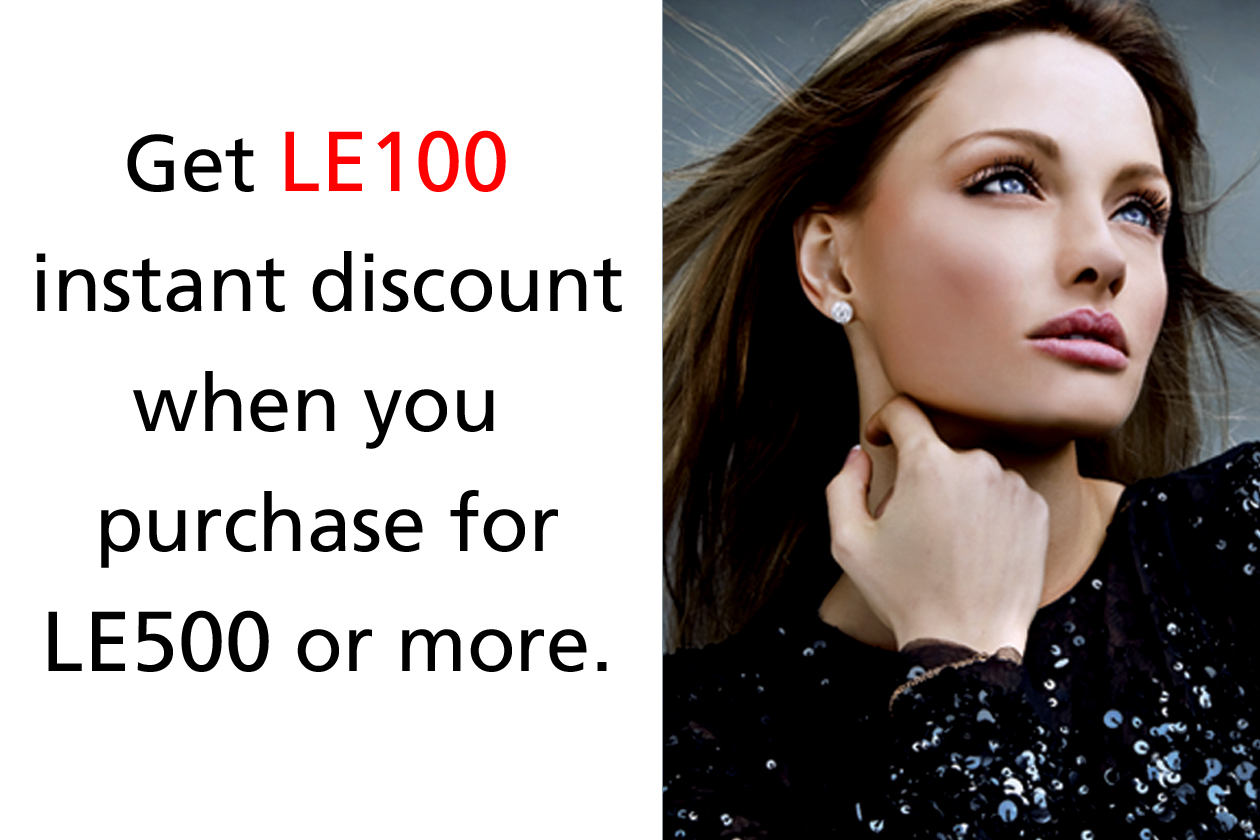 Get LE100
instant discount
when you
purchase for
LE500 or more.